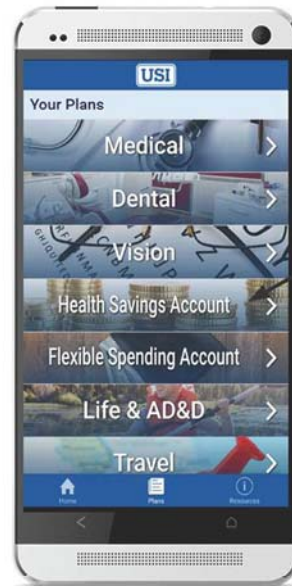 USI
Your Plans
Medical
Dental
Vision
Health Savings Account
Flexible Spending Account
Life & AD&D
Travel
Home
Plans
Resources